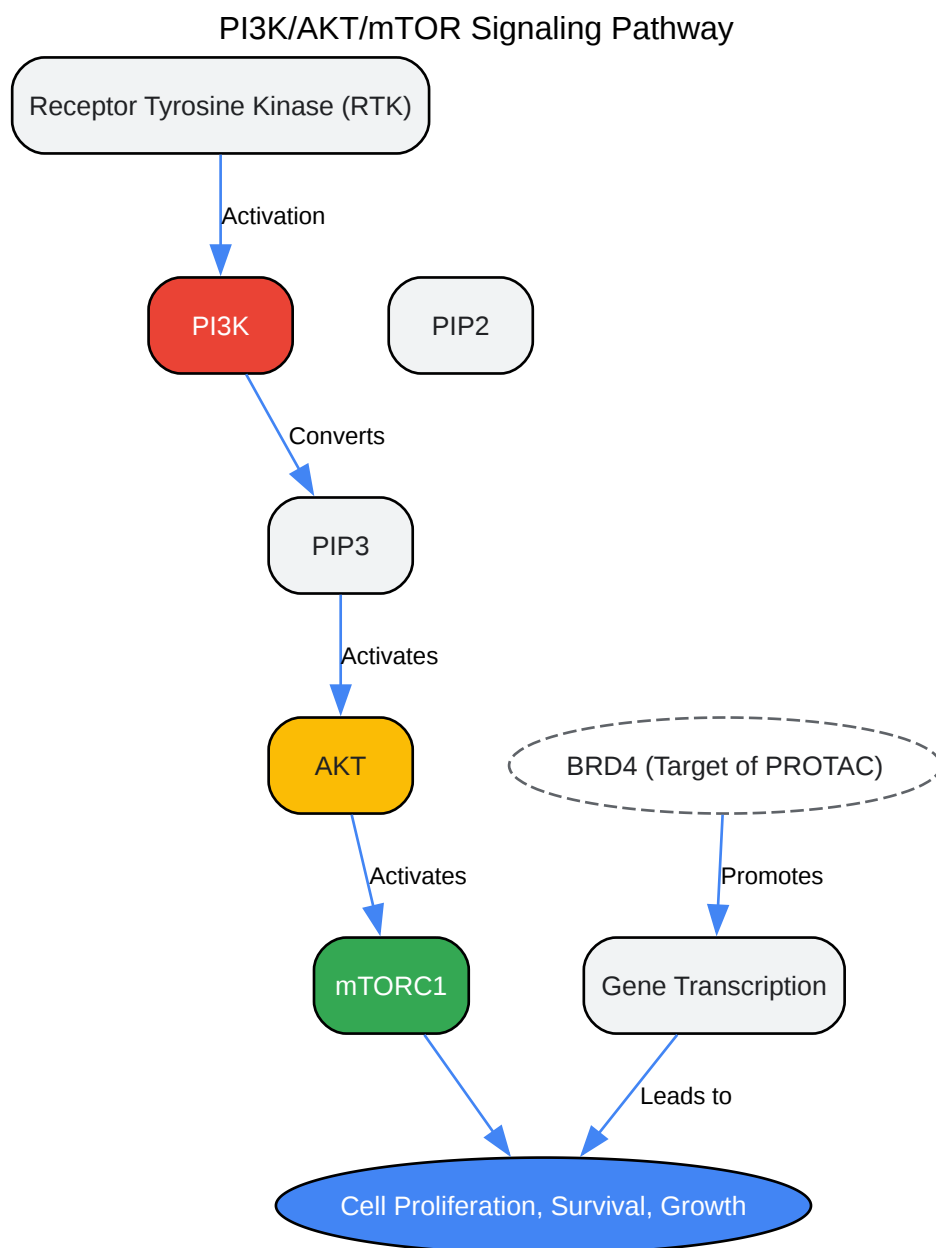 PI3K/AKT/mTOR Signaling Pathway
Receptor Tyrosine Kinase (RTK)
Activation
PI3K
PIP2
Converts
PIP3
Activates
AKT
BRD4 (Target of PROTAC)
Activates
Promotes
mTORC1
Gene Transcription
Leads to
Cell Proliferation, Survival, Growth